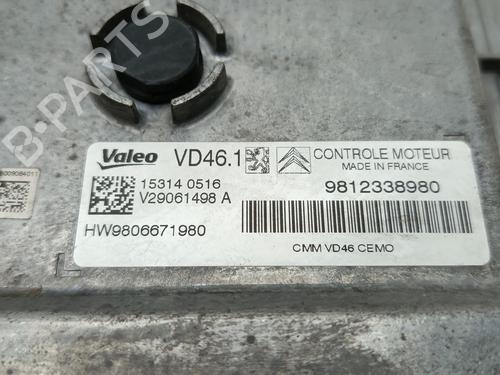 B-PARTS
Valeo VD46.1 CONTROLE MOTEUR
MADE IN FRANCE
15314 0516
V29061498 A
9812338980
HW9806671980
CMM VD46 CEMO